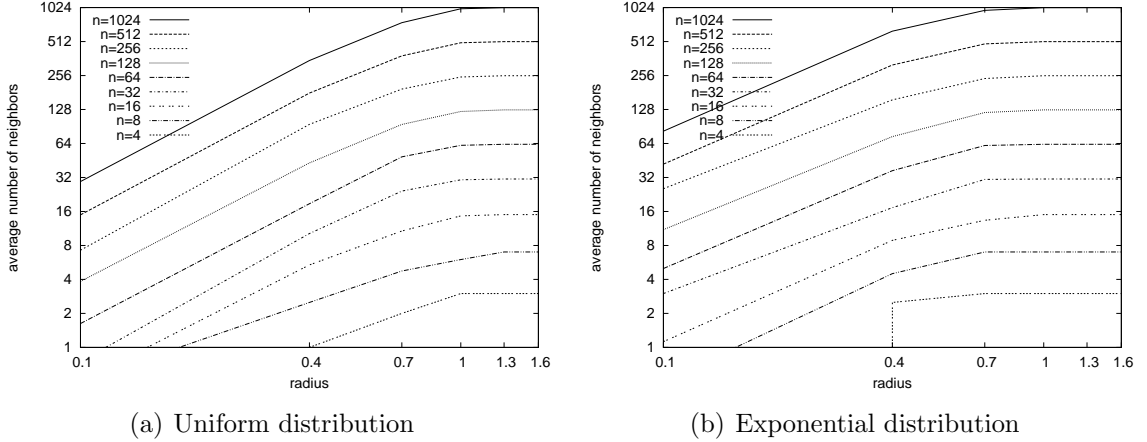 average number of neighbors
1024
512
256
128
64
32
16
8
4
2
1
n=1024
n=512
n=256
n=128
n=64
n=32
n=16
n=8
n=4
0.1
0.4
0.7
1
1.3
1.6
radius
(a) Uniform distribution
average number of neighbors
1024
512
256
128
64
32
16
8
4
2
1
n=1024
n=512
n=256
n=128
n=64
n=32
n=16
n=8
n=4
0.1
0.4
0.7
1
1.3
1.6
radius
(b) Exponential distribution